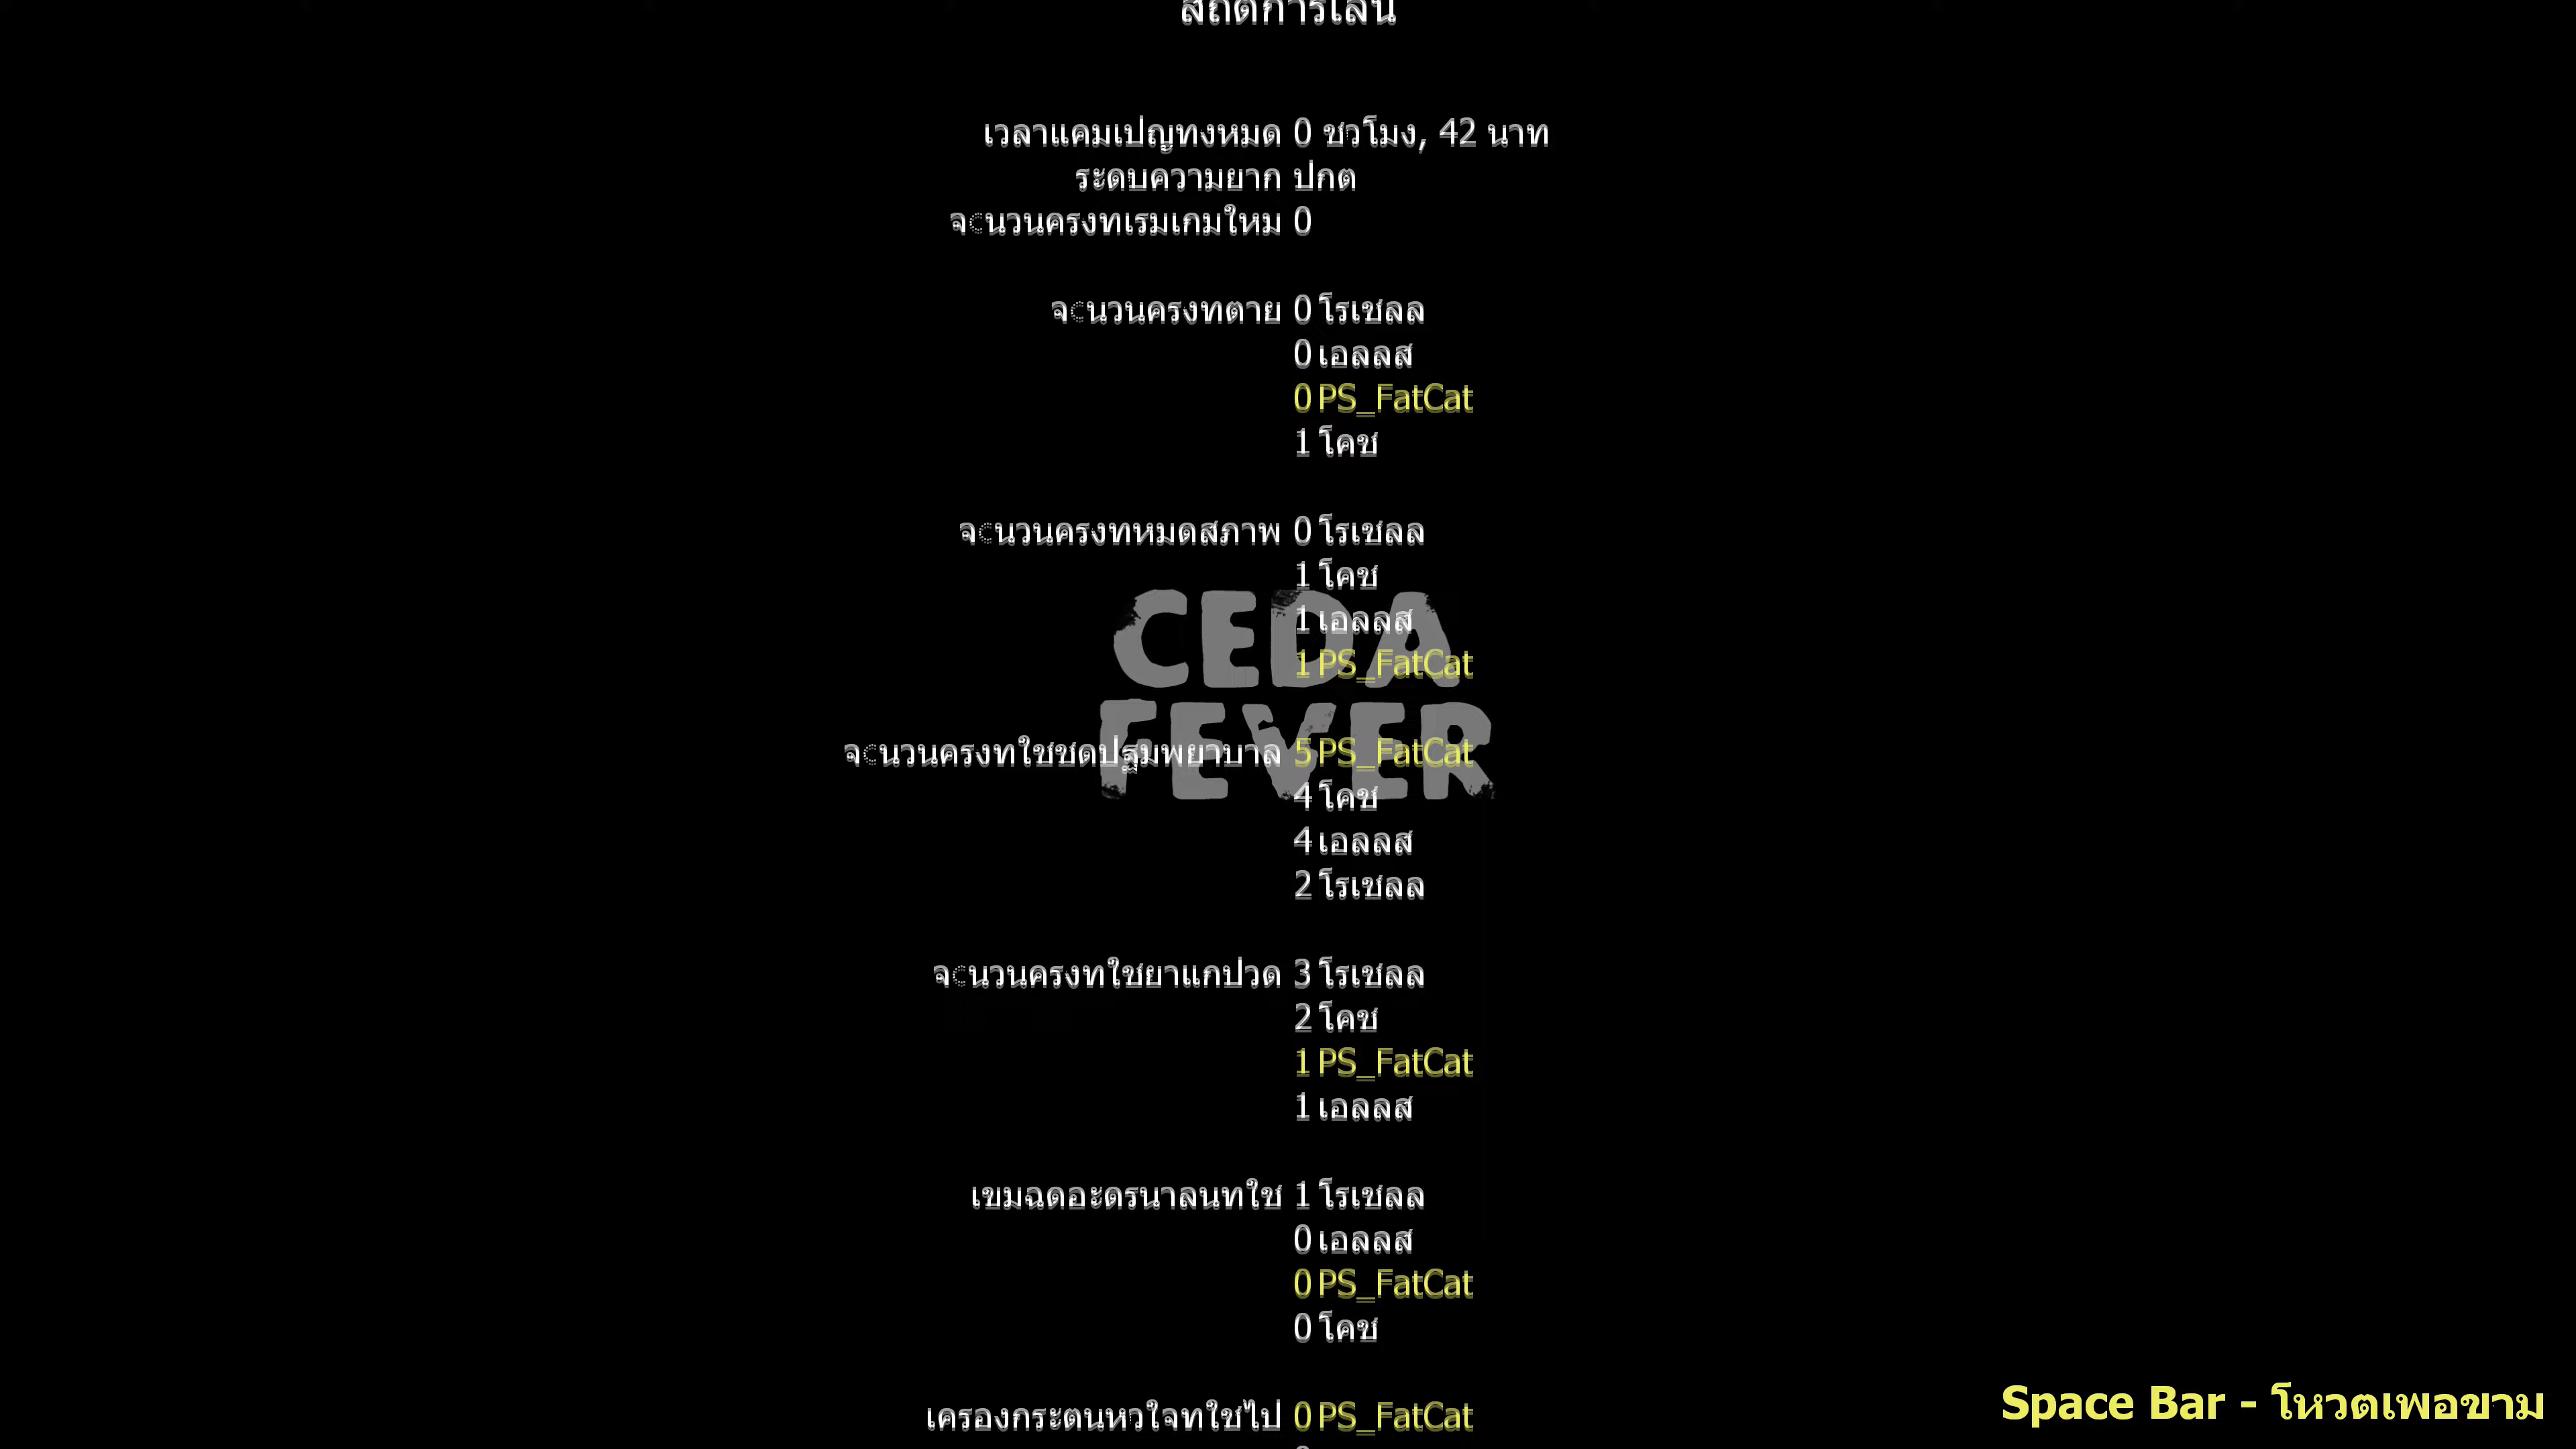 สถตการเลน
เวลาแคมเปญทงหมด 0 ชวโมง, 42 นาท
ระดบความยาก ปกต
จำนวนครงทเรมเกมใหม 0
จำนวนครงทตาย 0 โรเชลล
0 เอลลส
0 PS_FatCat
1 โคช
จำนวนครงทหมดสภาพ 0 โรเชลล
1 โคช
1 เอลลส
1 PS_FatCat
CEDA
FEVER
จำนวนครงทใชชดปฐมพยาบาล 5 PS_FatCat
4 โคช
4 เอลลส
2 โรเชลล
จำนวนครงทใชยาแกปวด 3 โรเชลล
2 โคช
1 PS_FatCat
1 เอลลส
เขมฉดอะดรนาลนทใช 1 โรเชลล
0 เอลลส
0 PS_FatCat
0 โคช
เครองกระตนหวใจทใชไป 0 PS_FatCat
Space Bar - โหวตเพอขาม